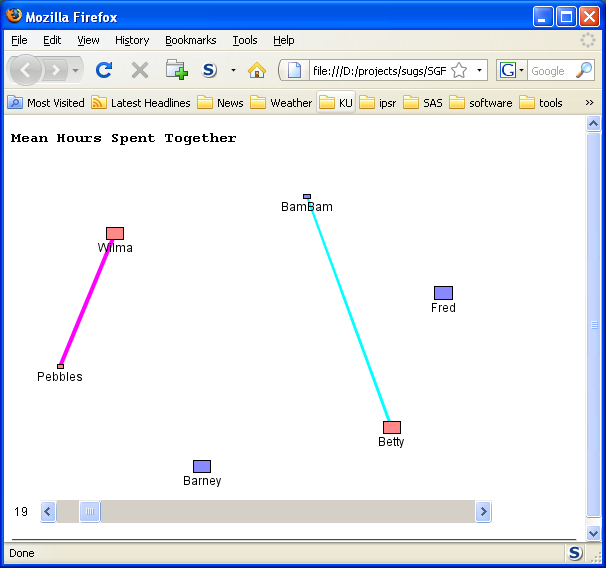 Mozilla Firefox
File Edit View History Bookmarks Tools Help
S file:///D:/projects/sugs/SGF G Google
Most Visited Latest Headlines News Weather KU ipsr SAS software tools »
Mean Hours Spent Together
BamBam
Wilma
Fred
Pebbles
Betty
Barney
19
Done S